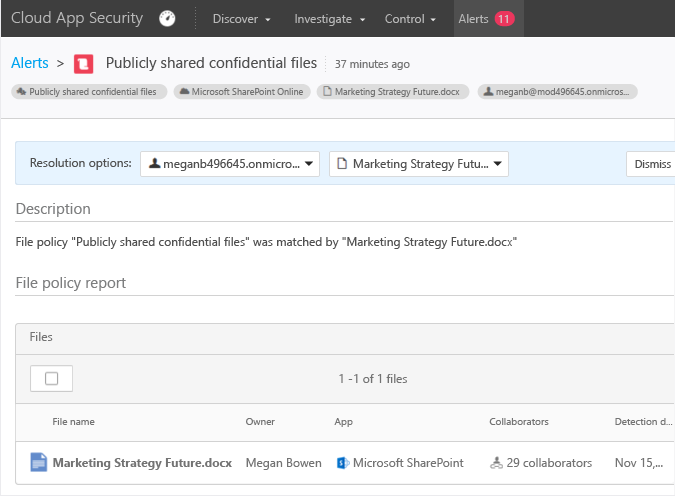 Cloud App Security Discover Investigate Control Alerts 11
Alerts > Publicly shared confidential files 37 minutes ago
Publicly shared confidential files Microsoft SharePoint Online Marketing Strategy Future.docx meganb@mod496645.onmicros...
Resolution options: meganb496645.onmicro... Marketing Strategy Futu... Dismiss
Description
File policy "Publicly shared confidential files" was matched by "Marketing Strategy Future.docx"
File policy report
Files
1 -1 of 1 files
File name Owner App Collaborators Detection d...
Marketing Strategy Future.docx Megan Bowen Microsoft SharePoint 29 collaborators Nov 15,...